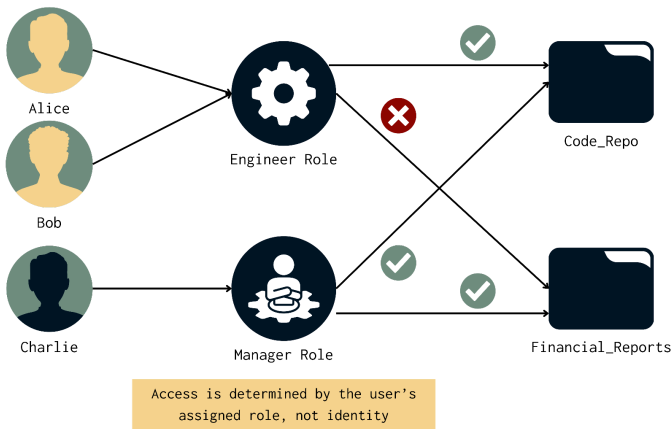 Alice
Engineer Role
Code_Repo
Bob
Charlie
Manager Role
Financial_Reports
Access is determined by the user's
assigned role, not identity